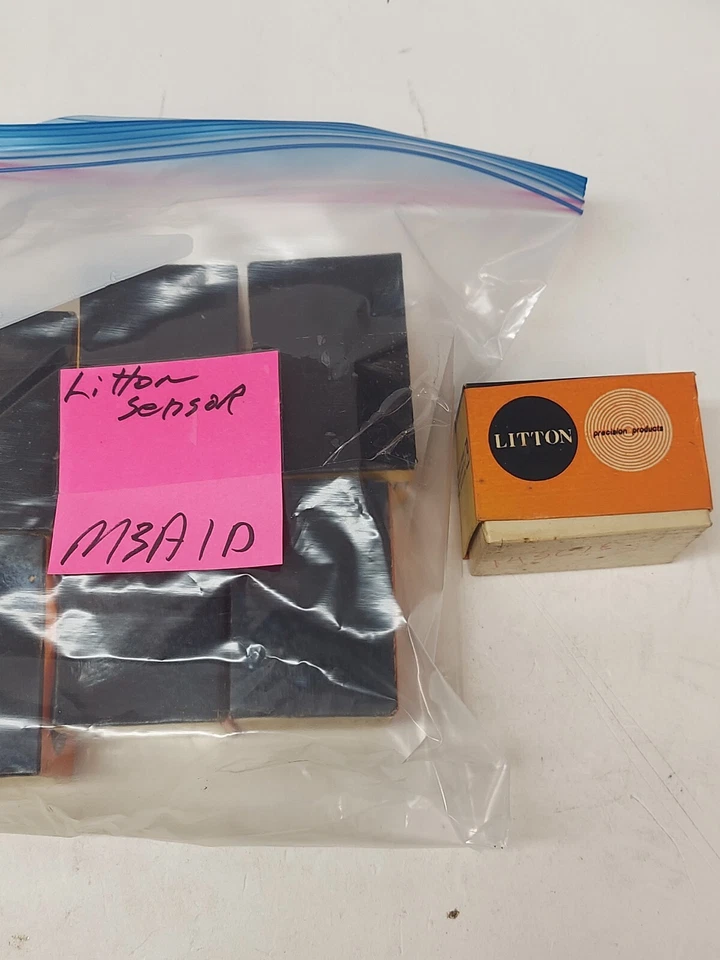 Litton
sensor
M3A1D
LITTON
precision products